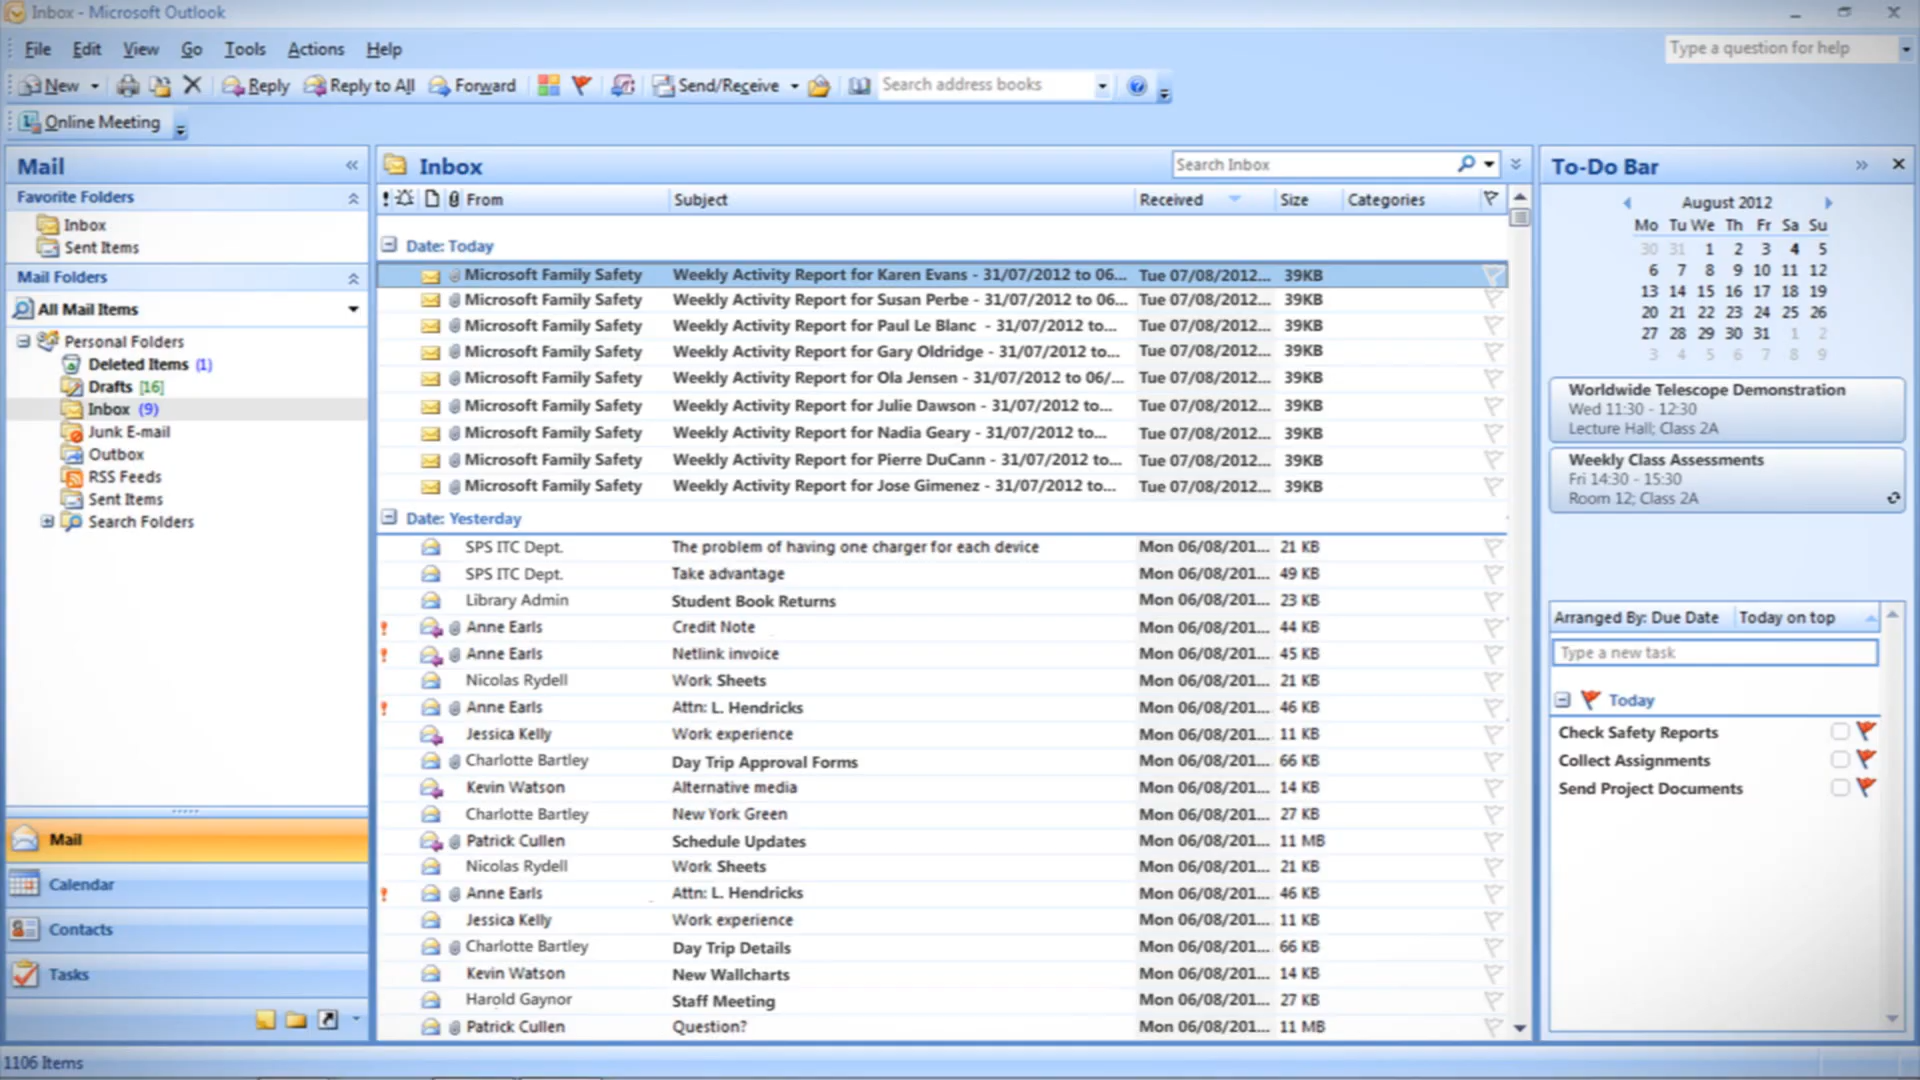 Inbox - Microsoft Outlook
File Edit View Go Tools Actions Help
Type a question for help
New Reply Reply to All Forward Send/Receive Search address books
Online Meeting
Mail
Favorite Folders
Inbox
Sent Items
Mail Folders
All Mail Items
Personal Folders
Deleted Items (1)
Drafts [16]
Inbox (9)
Junk E-mail
Outbox
RSS Feeds
Sent Items
Search Folders
Mail
Calendar
Contacts
Tasks
1106 Items
Inbox Search Inbox
From Subject Received Size Categories
Date: Today
Microsoft Family Safety Weekly Activity Report for Karen Evans - 31/07/2012 to 06... Tue 07/08/2012... 39KB
Microsoft Family Safety Weekly Activity Report for Susan Perbe - 31/07/2012 to 06... Tue 07/08/2012... 39KB
Microsoft Family Safety Weekly Activity Report for Paul Le Blanc - 31/07/2012 to... Tue 07/08/2012... 39KB
Microsoft Family Safety Weekly Activity Report for Gary Oldridge - 31/07/2012 to... Tue 07/08/2012... 39KB
Microsoft Family Safety Weekly Activity Report for Ola Jensen - 31/07/2012 to 06/... Tue 07/08/2012... 39KB
Microsoft Family Safety Weekly Activity Report for Julie Dawson - 31/07/2012 to... Tue 07/08/2012... 39KB
Microsoft Family Safety Weekly Activity Report for Nadia Geary - 31/07/2012 to... Tue 07/08/2012... 39KB
Microsoft Family Safety Weekly Activity Report for Pierre DuCann - 31/07/2012 to... Tue 07/08/2012... 39KB
Microsoft Family Safety Weekly Activity Report for Jose Gimenez - 31/07/2012 to... Tue 07/08/2012... 39KB
Date: Yesterday
SPS ITC Dept. The problem of having one charger for each device Mon 06/08/201... 21 KB
SPS ITC Dept. Take advantage Mon 06/08/201... 49 KB
Library Admin Student Book Returns Mon 06/08/201... 23 KB
Anne Earls Credit Note Mon 06/08/201... 44 KB
Anne Earls Netlink invoice Mon 06/08/201... 45 KB
Nicolas Rydell Work Sheets Mon 06/08/201... 21 KB
Anne Earls Attn: L. Hendricks Mon 06/08/201... 46 KB
Jessica Kelly Work experience Mon 06/08/201... 11 KB
Charlotte Bartley Day Trip Approval Forms Mon 06/08/201... 66 KB
Kevin Watson Alternative media Mon 06/08/201... 14 KB
Charlotte Bartley New York Green Mon 06/08/201... 27 KB
Patrick Cullen Schedule Updates Mon 06/08/201... 11 MB
Nicolas Rydell Work Sheets Mon 06/08/201... 21 KB
Anne Earls Attn: L. Hendricks Mon 06/08/201... 46 KB
Jessica Kelly Work experience Mon 06/08/201... 11 KB
Charlotte Bartley Day Trip Details Mon 06/08/201... 66 KB
Kevin Watson New Wallcharts Mon 06/08/201... 14 KB
Harold Gaynor Staff Meeting Mon 06/08/201... 27 KB
Patrick Cullen Question? Mon 06/08/201... 11 MB
To-Do Bar
August 2012
Mo Tu We Th Fr Sa Su
30 31 1 2 3 4 5
6 7 8 9 10 11 12
13 14 15 16 17 18 19
20 21 22 23 24 25 26
27 28 29 30 31 1 2
3 4 5 6 7 8 9
Worldwide Telescope Demonstration
Wed 11:30 - 12:30
Lecture Hall; Class 2A
Weekly Class Assessments
Fri 14:30 - 15:30
Room 12; Class 2A
Arranged By: Due Date Today on top
Type a new task
Today
Check Safety Reports
Collect Assignments
Send Project Documents